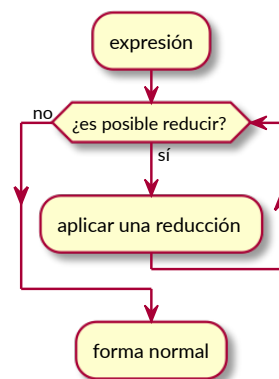 expresión
no
¿es posible reducir?
sí
aplicar una reducción
forma normal